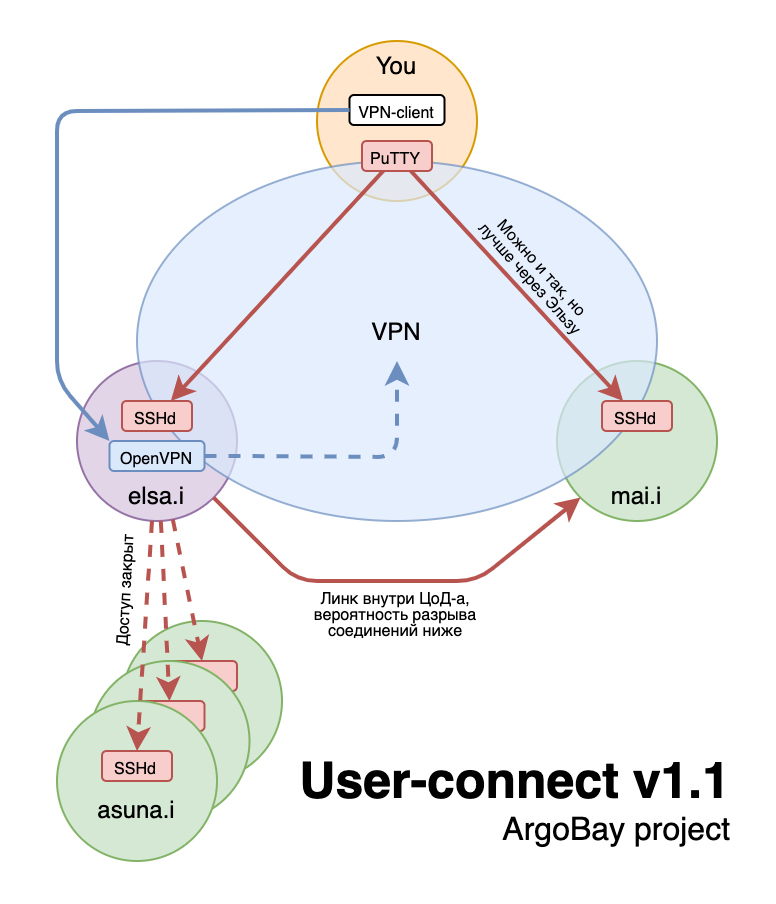 You
VPN-client
PuTTY
Можно и так, но
лучше через Эльзу
VPN
SSHd
OpenVPN
elsa.i
SSHd
mai.i
Доступ закрыт
Линк внутри ЦоД-а,
вероятность разрыва
соединений ниже
SSHd
asuna.i
User-connect v1.1
ArgoBay project